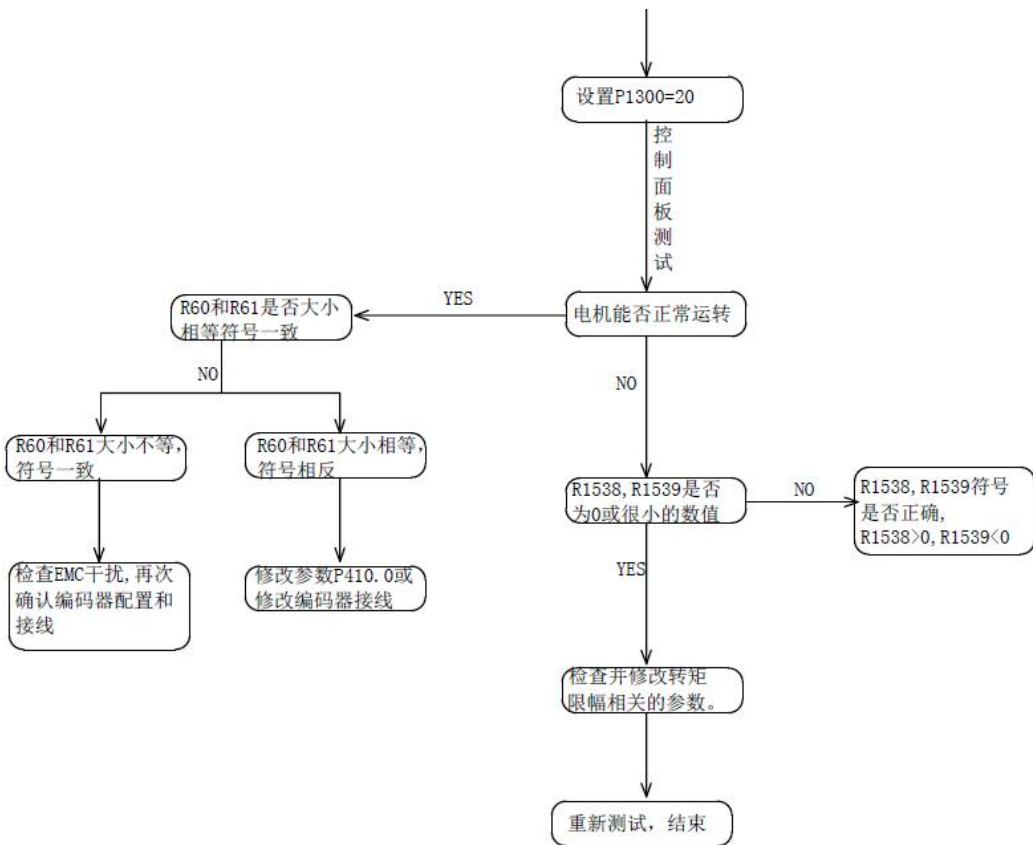 设置P1300=20
控制面板测试
电机能否正常运转
YES
R60和R61是否大小
相等符号一致
NO
R60和R61大小不等，
符号一致
R60和R61大小相等，
符号相反
检查EMC干扰，再次
确认编码器配置和
接线
修改参数P410.0或
修改编码器接线
NO
R1538，R1539是否
为0或很小的数值
NO
R1538，R1539符号
是否正确，
R1538>0，R1539<0
YES
检查并修改转矩
限幅相关的参数。
重新测试，结束